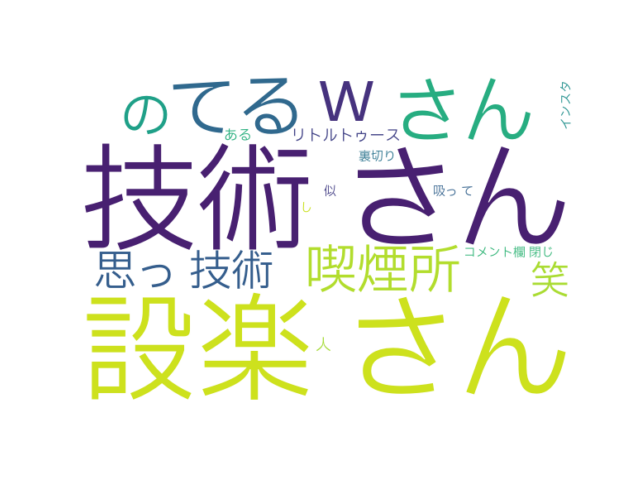 の てる w さん インスタ
ある リトルトゥース
裏切り
技術 さん
似 吸っ て
し
思っ 技術 喫煙所 コメント欄 閉じ
笑
設楽 さん
人